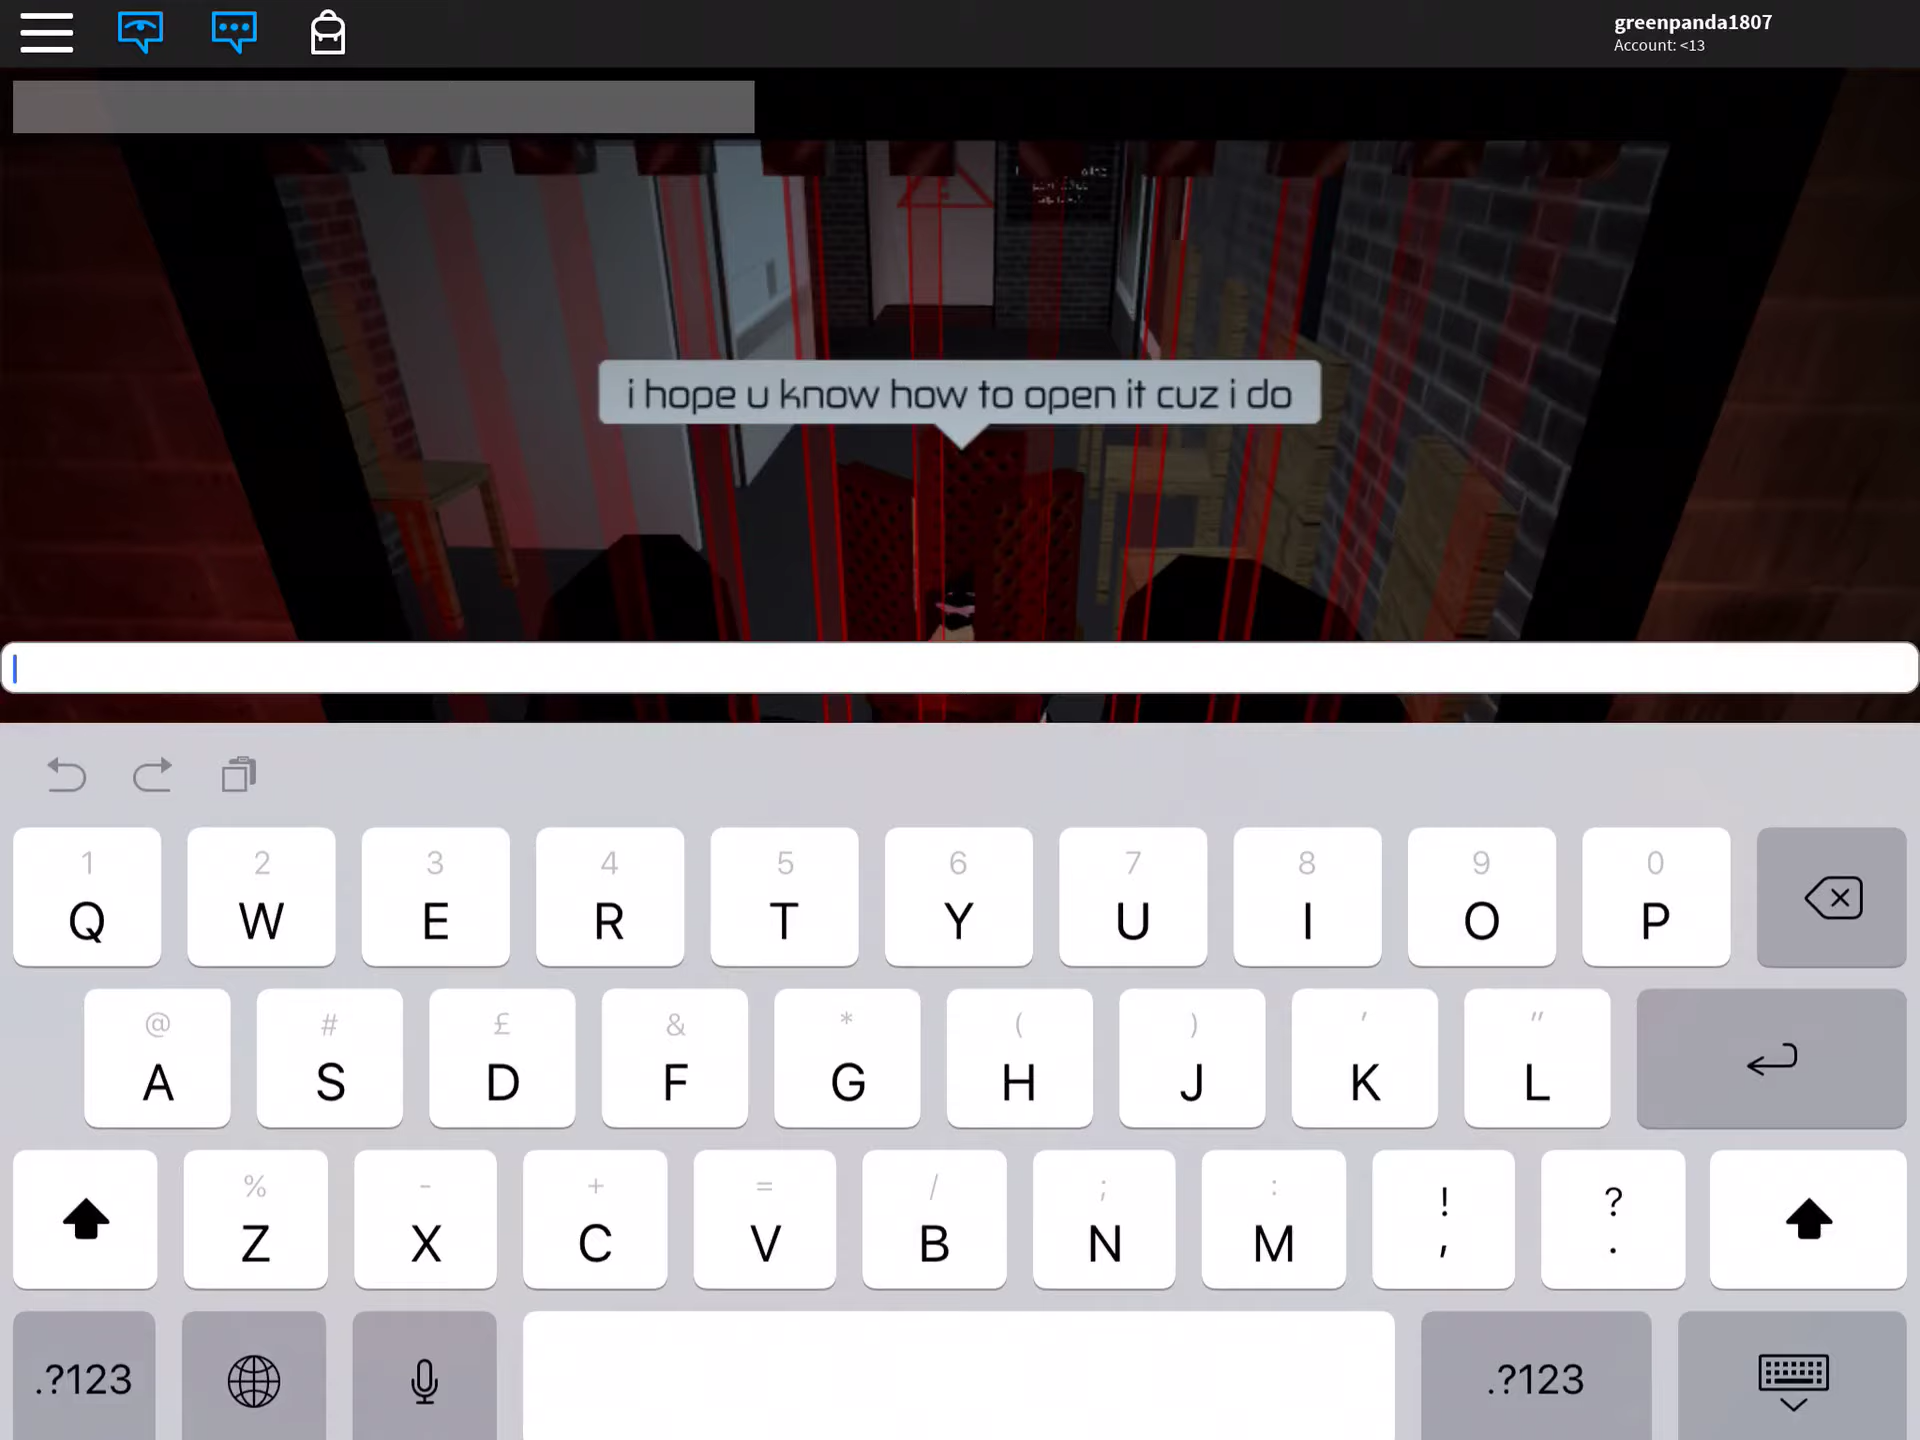 greenpanda1807
Account: <13
i hope u know how to open it cuz i do
1 2 3 4 5 6 7 8 9 0
Q W E R T Y U I O P
@ # £ & * ( ) ' "
A S D F G H J K L
% - + = / ; : ! ?
Z X C V B N M , .
.?123 .?123